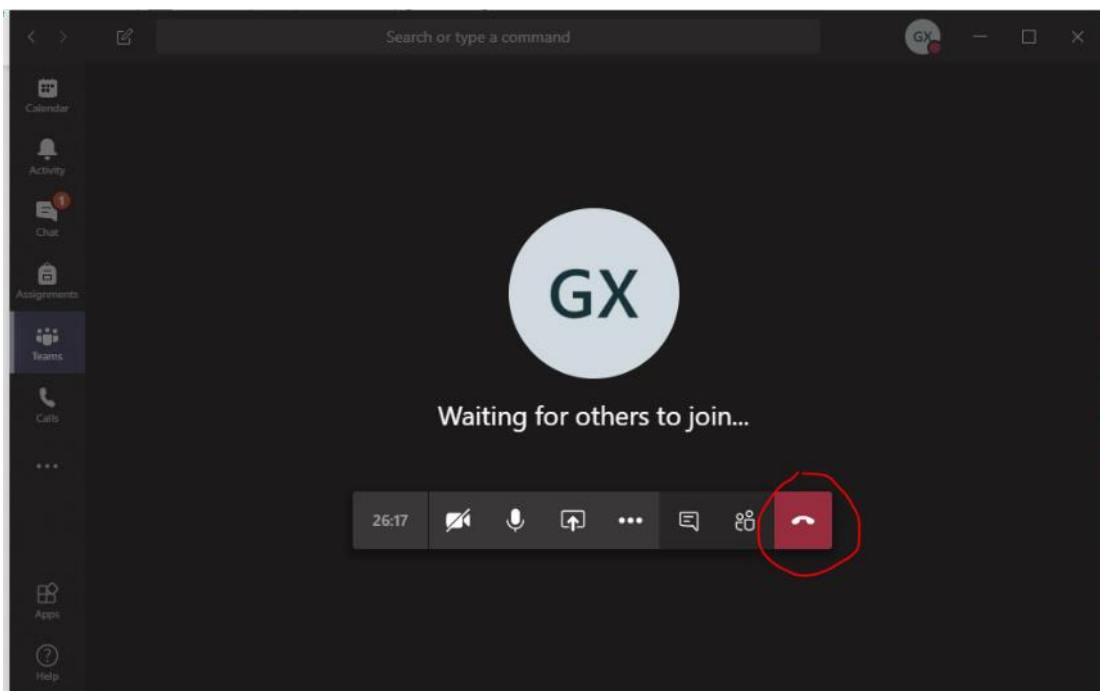 Search or type a command
GX
Calendar
Activity
1
Chat
Assignments
Teams
Calls
GX
Waiting for others to join...
26:17
Apps
?
Help